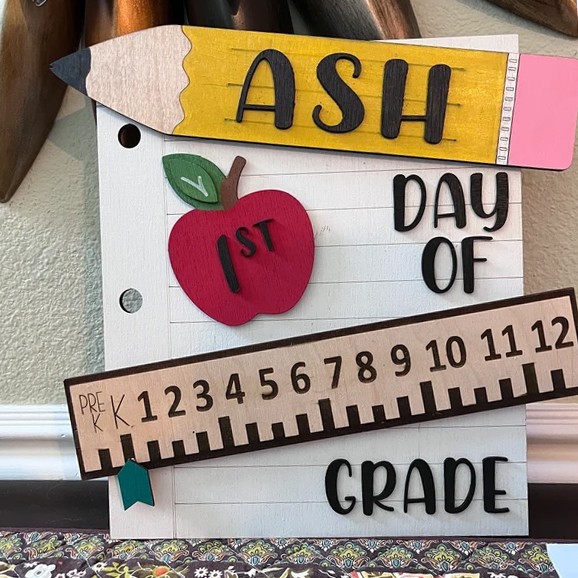 ASH
1ST
DAY
OF
PRE K K 1 2 3 4 5 6 7 8 9 10 11 12
GRADE